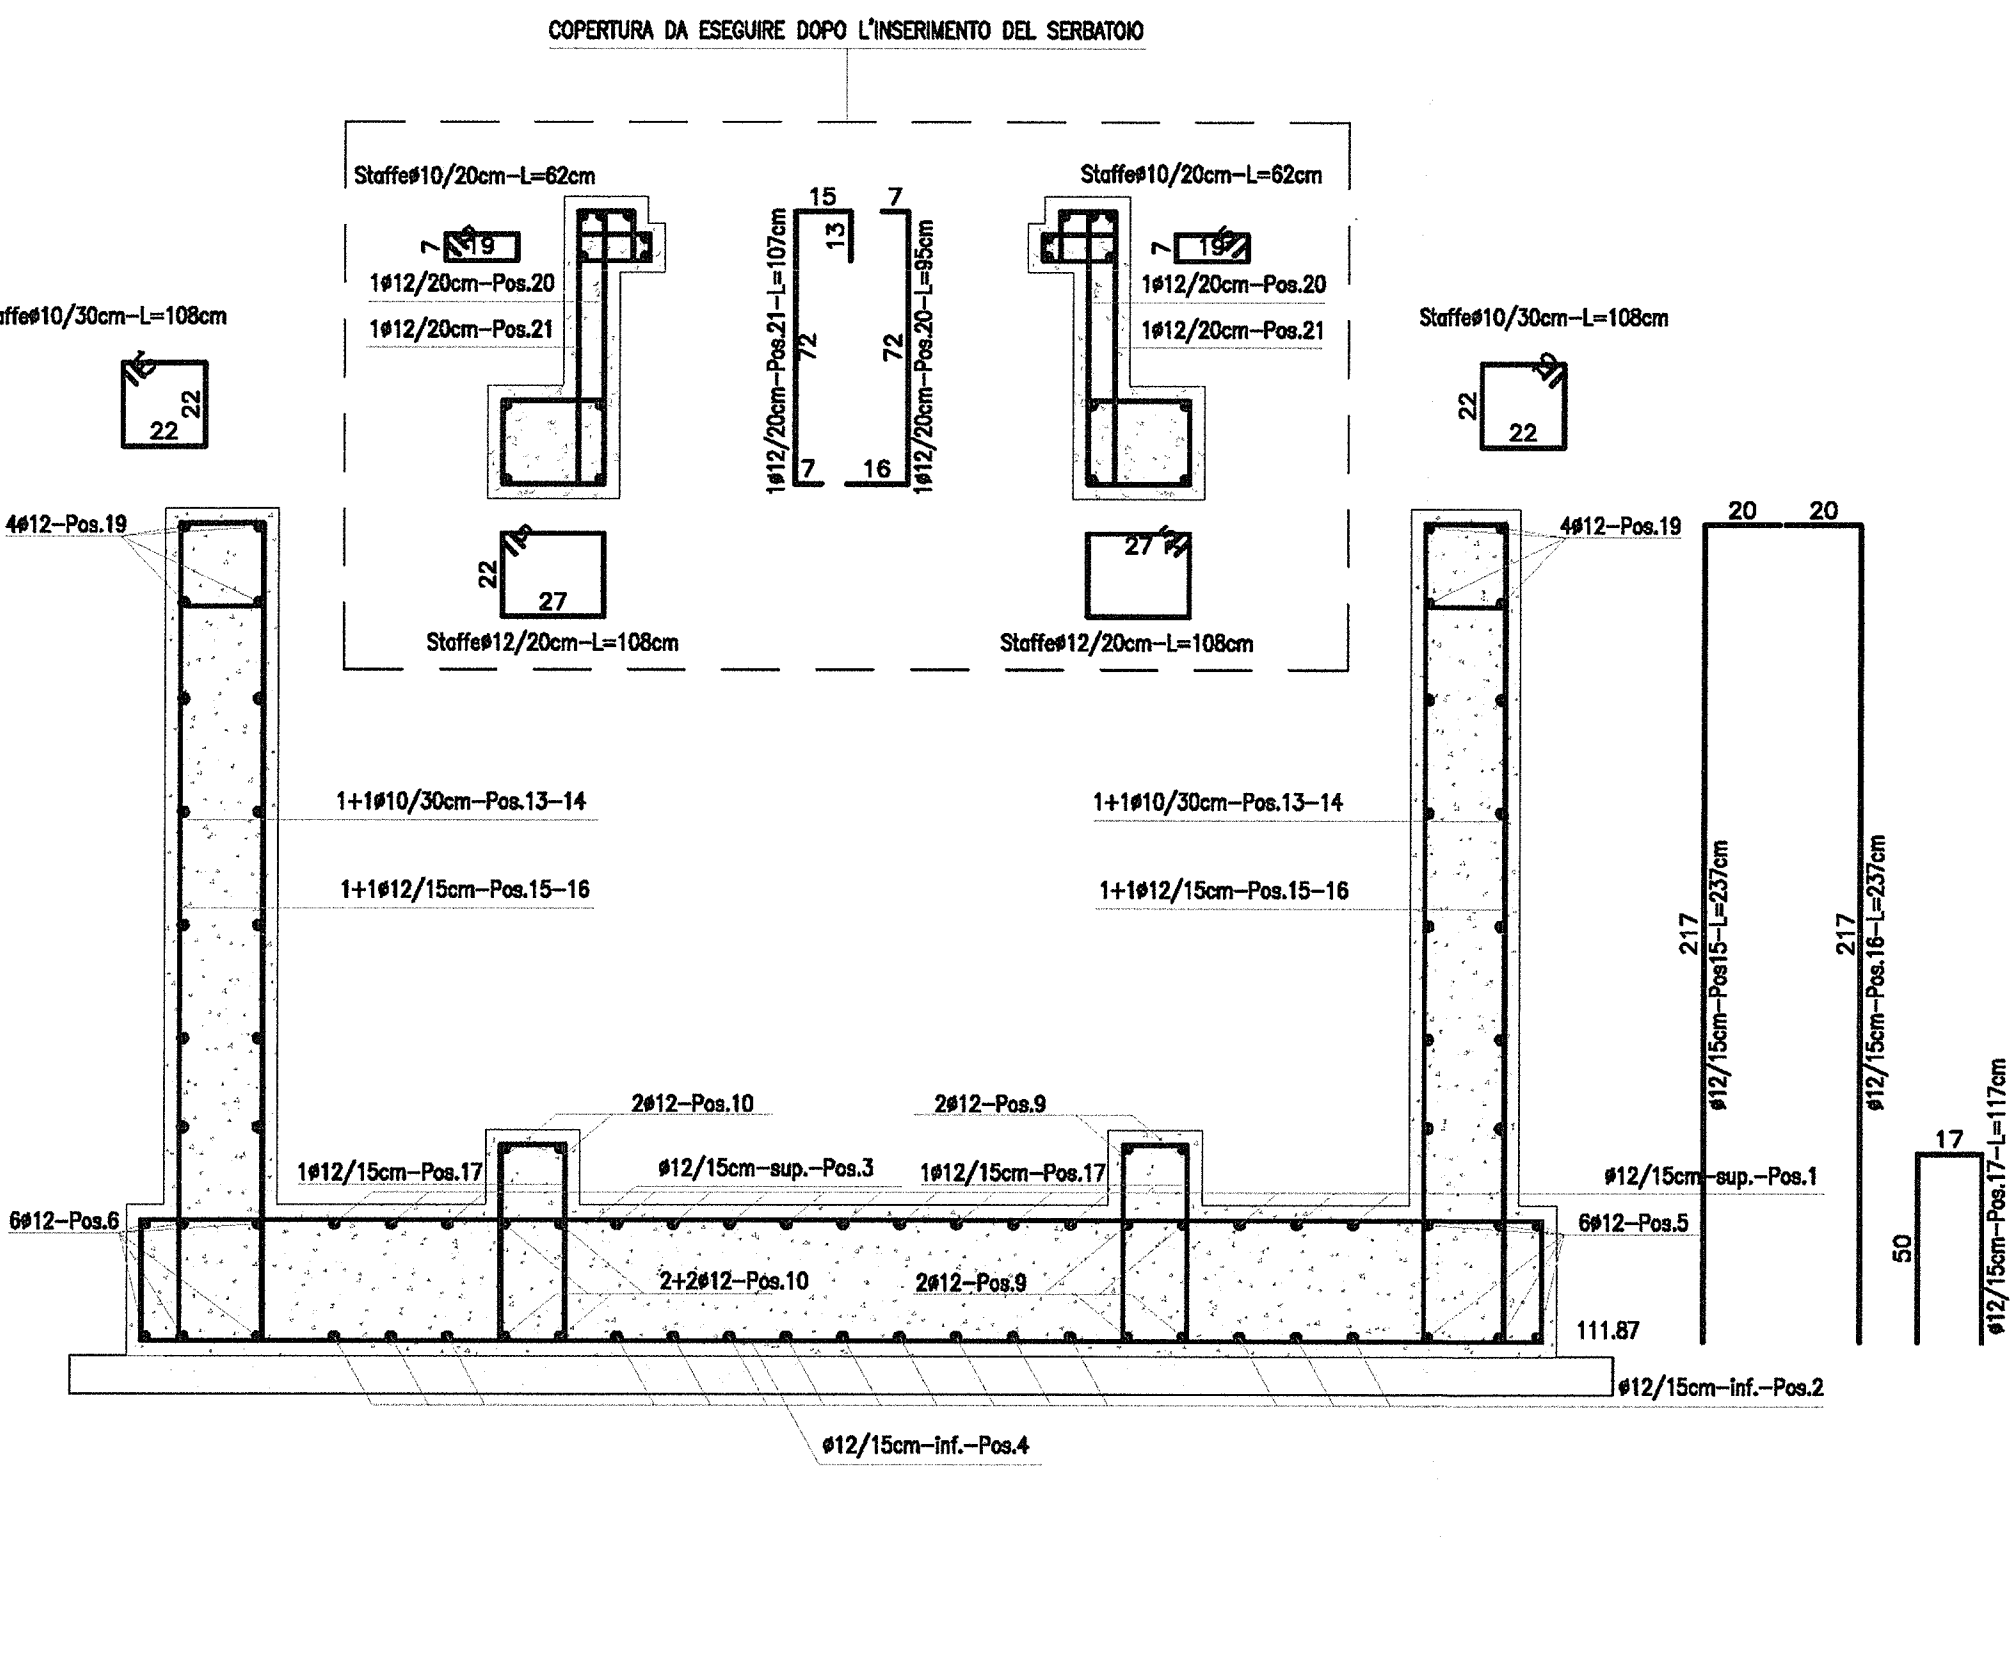 COPERTURA DA ESEGUIRE DOPO L'INSERIMENTO DEL SERBATOIO
Staffeø10/20cm-L=62cm
Staffeø10/20cm-L=62cm
15
7
13
7
19
7
19
1ø12/20cm-Pos.20
1ø12/20cm-Pos.21
1ø12/20cm-Pos.21-L=107cm
72
72
1ø12/20cm-Pos.20-L=95cm
7
16
1ø12/20cm-Pos.20
1ø12/20cm-Pos.21
affeø10/30cm-L=108cm
22
22
Staffeø10/30cm-L=108cm
22
22
4ø12-Pos.19
22
27
Staffeø12/20cm-L=108cm
27
Staffeø12/20cm-L=108cm
4ø12-Pos.19
20
20
1+1ø10/30cm-Pos.13-14
1+1ø10/30cm-Pos.13-14
1+1ø12/15cm-Pos.15-16
1+1ø12/15cm-Pos.15-16
217
ø12/15cm-Pos15-L=237cm
217
ø12/15cm-Pos.16-L=237cm
2ø12-Pos.10
2ø12-Pos.9
1ø12/15cm-Pos.17
ø12/15cm-sup.-Pos.3
1ø12/15cm-Pos.17
ø12/15cm-sup.-Pos.1
17
50
ø12/15cm-Pos.17-L=117cm
6ø12-Pos.6
6ø12-Pos.5
2+2ø12-Pos.10
2ø12-Pos.9
111.87
ø12/15cm-inf.-Pos.2
ø12/15cm-inf.-Pos.4